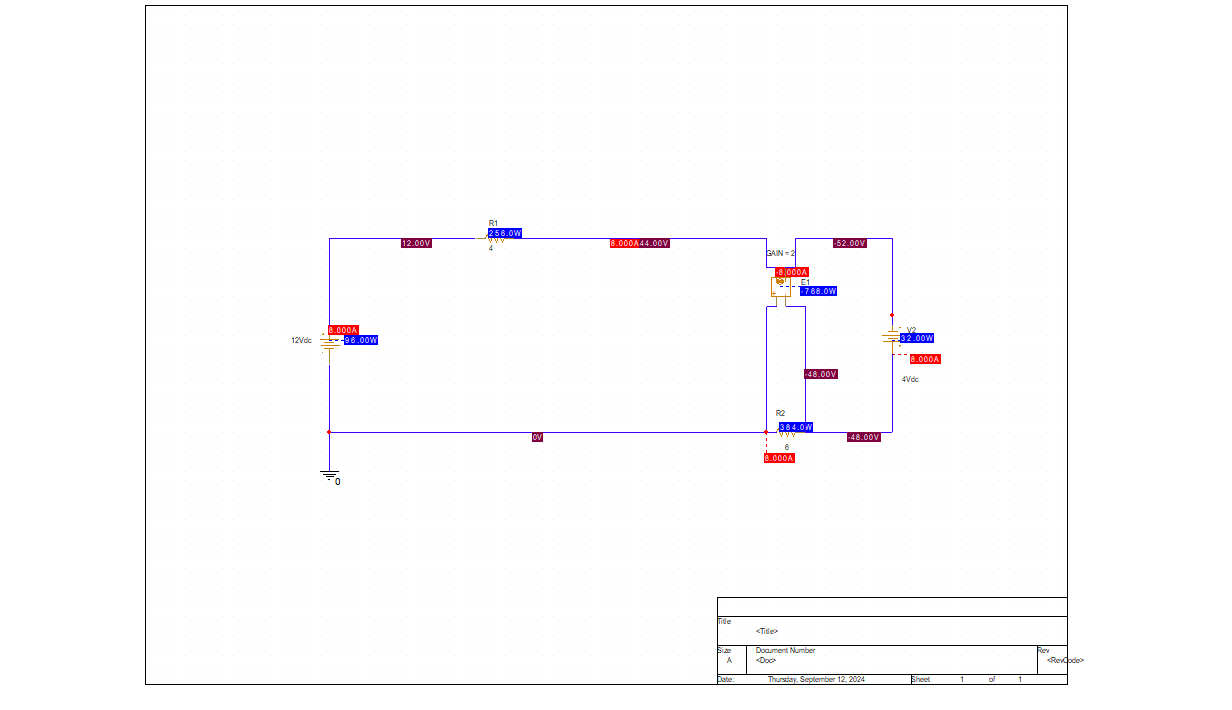 R1
256.0W
12.00V
8.000A
44.00V
-52.00V
4
GAIN = 2
-8.000A
E1
-768.0W
8.000A
V2
12Vdc
-96.00W
32.00W
8.000A
-48.00V
4Vdc
R2
384.0W
0V
-48.00V
6
8.000A
0
Title
<Title>
Size
Document Number
Rev
A
<Doc>
<RevCode>
Date:
Thursday, September 12, 2024
Sheet
1
of
1